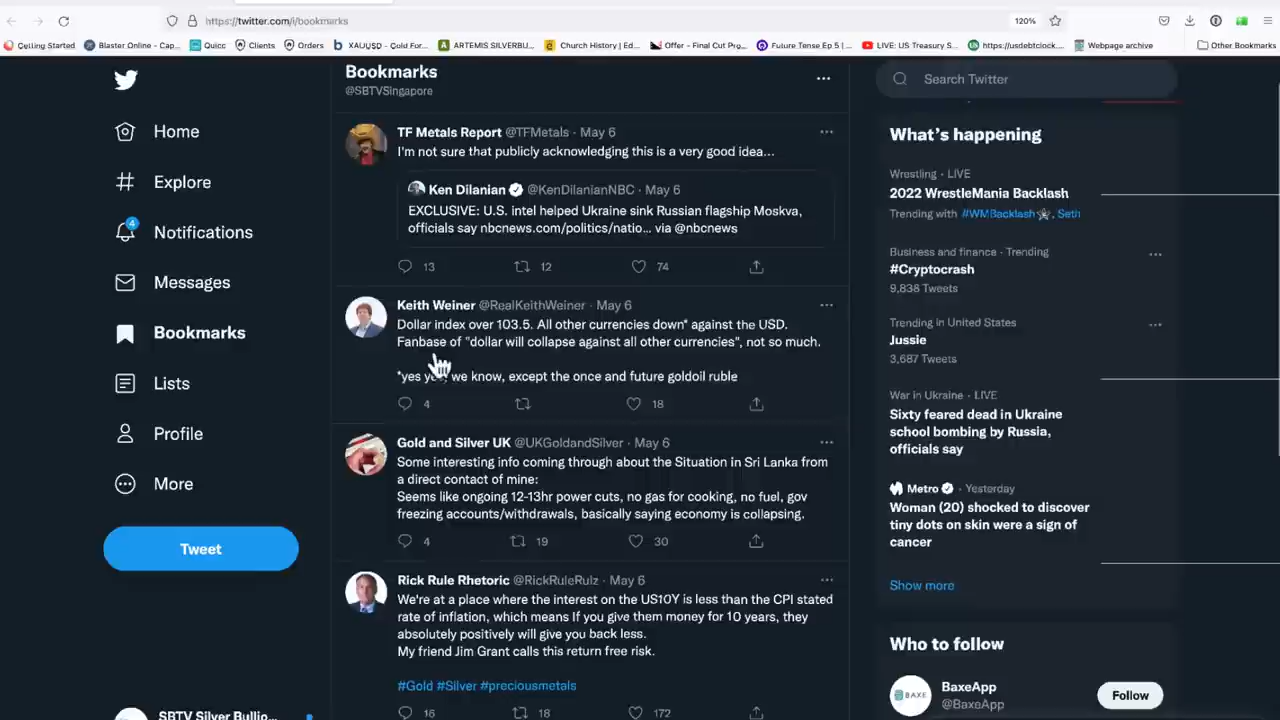 https://twitter.com/i/bookmarks
120%
Getting Started
Blaster Online - Cap...
Quicc
Clients
Orders
XAUUSD - Gold For...
ARTEMIS SILVERBU...
Church History | Ed...
Offer - Final Cut Pro...
Future Tense Ep 5 |...
LIVE: US Treasury S...
https://usdebtclock....
Webpage archive
Other Bookmarks
Bookmarks
@SBTVSingapore
Search Twitter
Home
Explore
4
Notifications
Messages
Bookmarks
Lists
Profile
More
Tweet
SBTV Silver Bullio...
TF Metals Report @TFMetals · May 6
I'm not sure that publicly acknowledging this is a very good idea...
Ken Dilanian @KenDilanianNBC · May 6
EXCLUSIVE: U.S. intel helped Ukraine sink Russian flagship Moskva,
officials say nbcnews.com/politics/natio... via @nbcnews
13 12 74
Keith Weiner @RealKeithWeiner · May 6
Dollar index over 103.5. All other currencies down* against the USD.
Fanbase of "dollar will collapse against all other currencies", not so much.
*yes we know, except the once and future goldoil ruble
4 18
Gold and Silver UK @UKGoldandSilver · May 6
Some interesting info coming through about the Situation in Sri Lanka from
a direct contact of mine:
Seems like ongoing 12-13hr power cuts, no gas for cooking, no fuel, gov
freezing accounts/withdrawals, basically saying economy is collapsing.
4 19 30
Rick Rule Rhetoric @RickRuleRulz · May 6
We're at a place where the interest on the US10Y is less than the CPI stated
rate of inflation, which means If you give them money for 10 years, they
absolutely positively will give you back less.
My friend Jim Grant calls this return free risk.
#Gold #Silver #preciousmetals
16 18 172
What's happening
Wrestling · LIVE
2022 WrestleMania Backlash
Trending with #WMBacklash, Seth
Business and finance · Trending
#Cryptocrash
9,838 Tweets
Trending in United States
Jussie
3,687 Tweets
War in Ukraine · LIVE
Sixty feared dead in Ukraine
school bombing by Russia,
officials say
Metro · Yesterday
Woman (20) shocked to discover
tiny dots on skin were a sign of
cancer
Show more
Who to follow
BAXE
BaxeApp
@BaxeApp
Follow